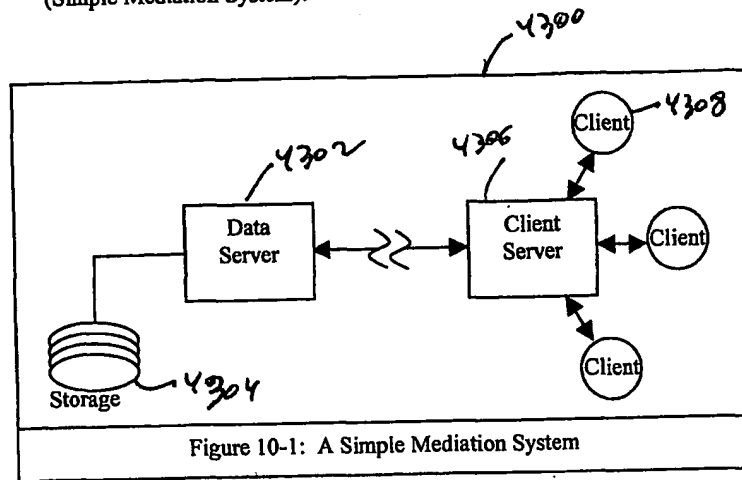 (Simple Mediation System).
4300
Client
4308
4302
4306
Data
Server
Client
Server
Client
Client
4304
Storage
Figure 10-1: A Simple Mediation System